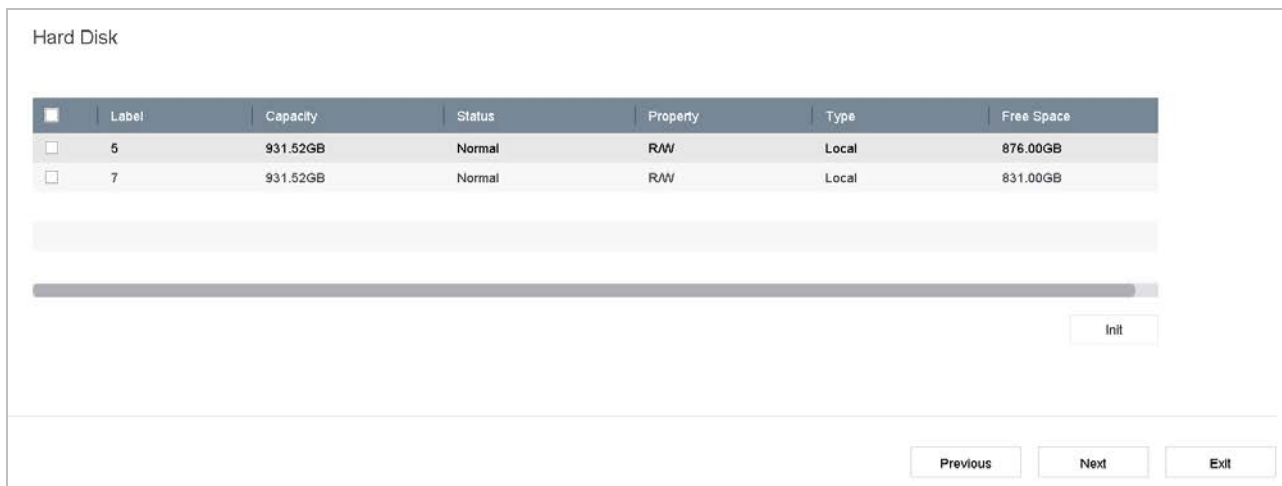 Hard Disk
Label Capacity Status Property Type Free Space
5 931.52GB Normal R/W Local 876.00GB
7 931.52GB Normal R/W Local 831.00GB
Init
Previous Next Exit